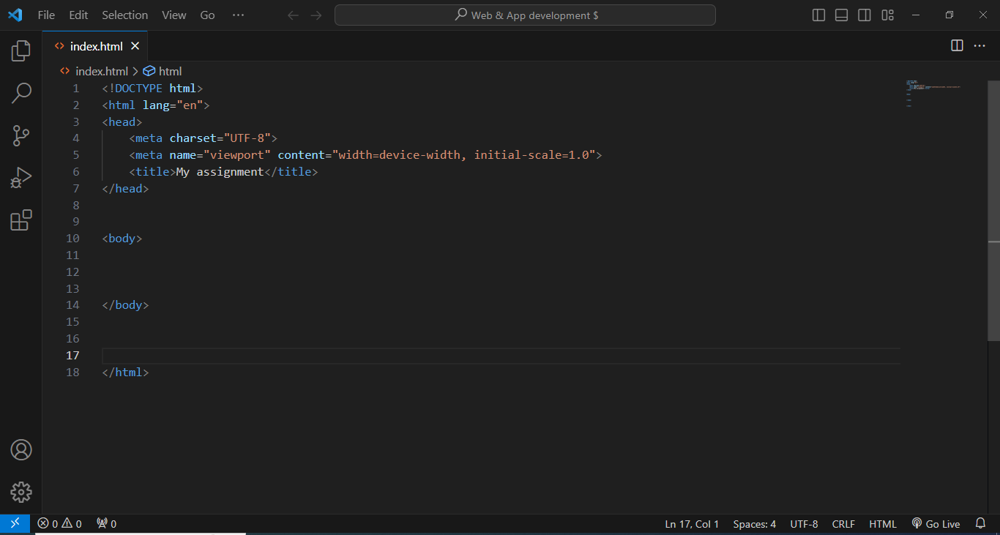 File Edit Selection View Go ··· Web & App development $
index.html
index.html > html
1 <!DOCTYPE html>
2 <html lang="en">
3 <head>
4 <meta charset="UTF-8">
5 <meta name="viewport" content="width=device-width, initial-scale=1.0">
6 <title>My assignment</title>
7 </head>
8
9
10 <body>
11
12
13
14 </body>
15
16
17
18 </html>
0 0 0 Ln 17, Col 1 Spaces: 4 UTF-8 CRLF HTML Go Live